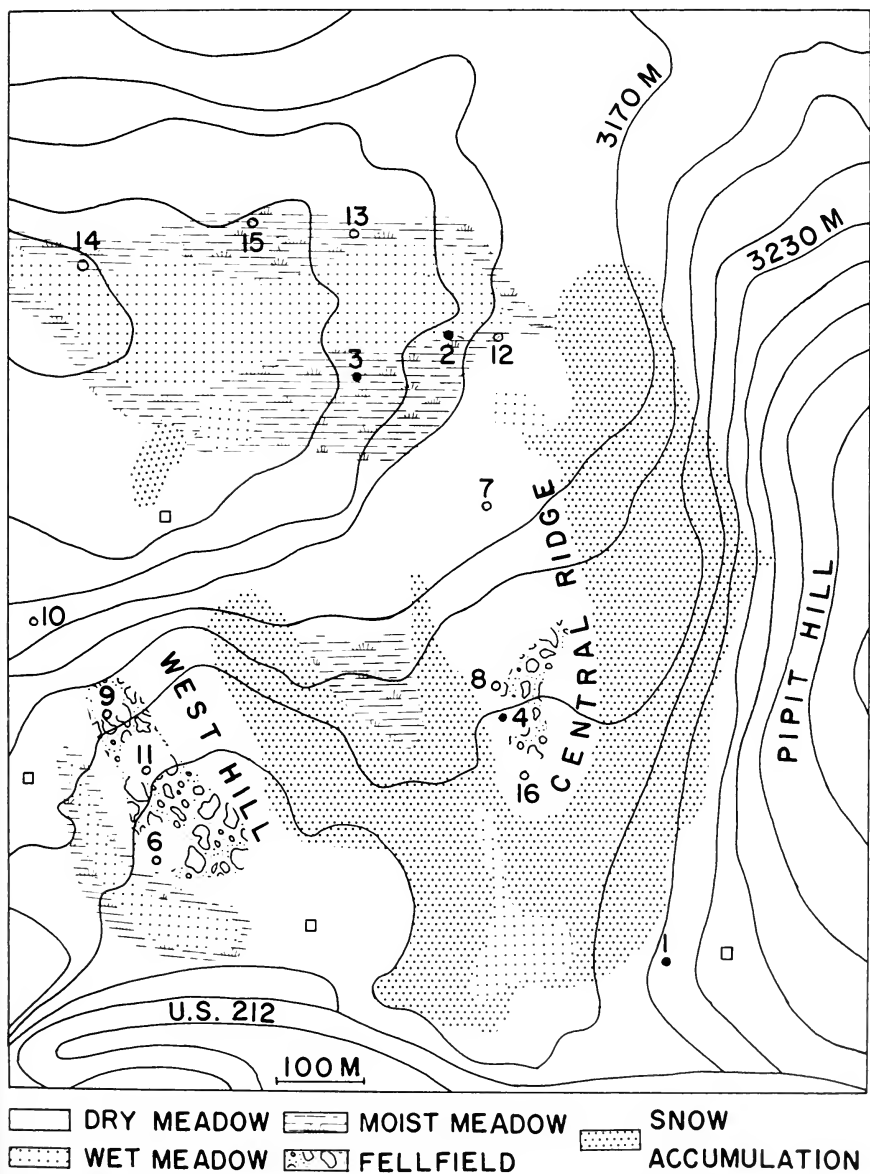 3170 M
3230 M
13
14
15
2
12
3
7
CENTRAL RIDGE
10
PIPIT HILL
WEST HILL
8
9
4
11
16
6
1
U.S. 212
100 M
DRY MEADOW
MOIST MEADOW
SNOW ACCUMULATION
WET MEADOW
FELLFIELD